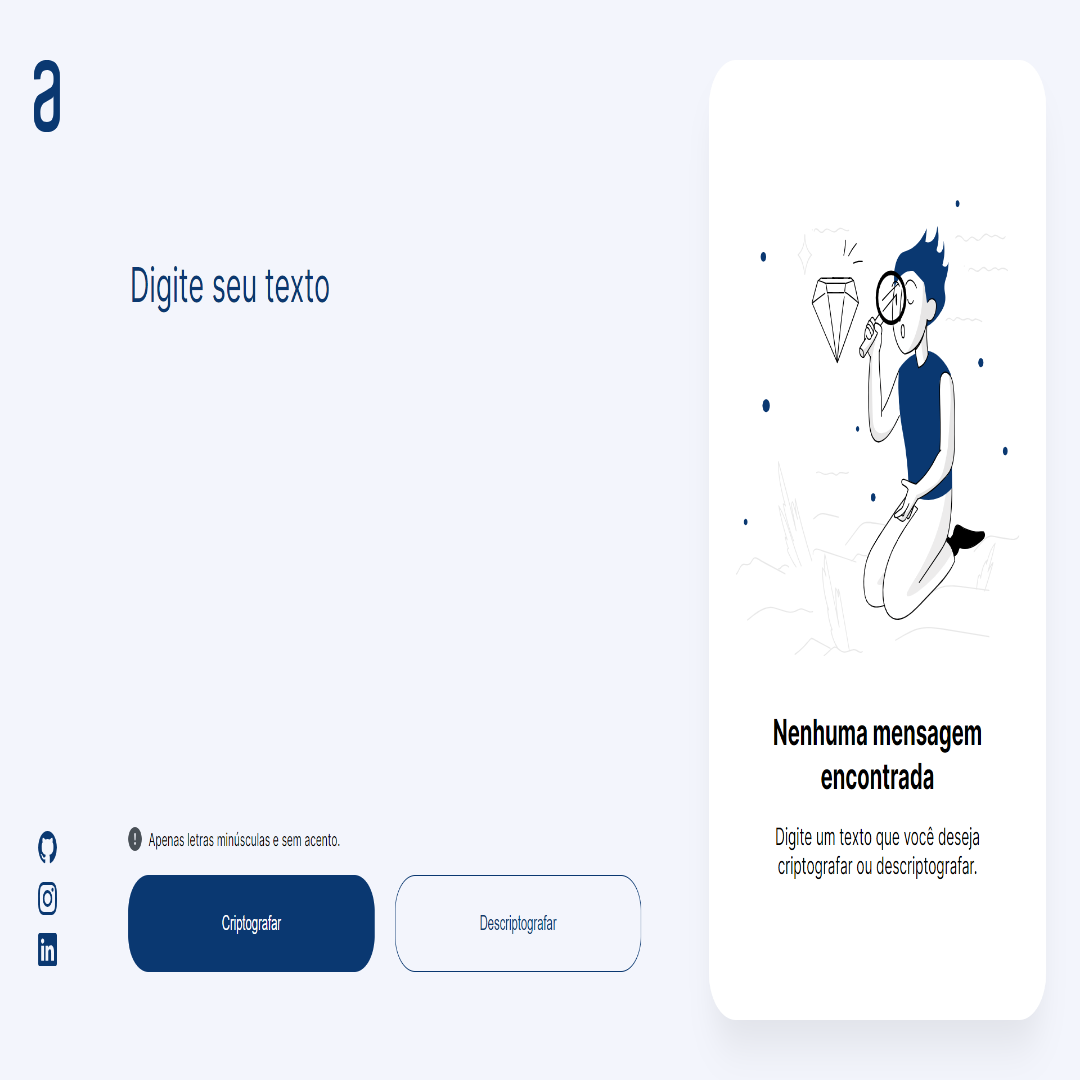 a
Digite seu texto
Apenas letras minúsculas e sem acento.
Criptografar
Descriptografar
in
Nenhuma mensagem
encontrada
Digite um texto que você deseja
criptografar ou descriptografar.